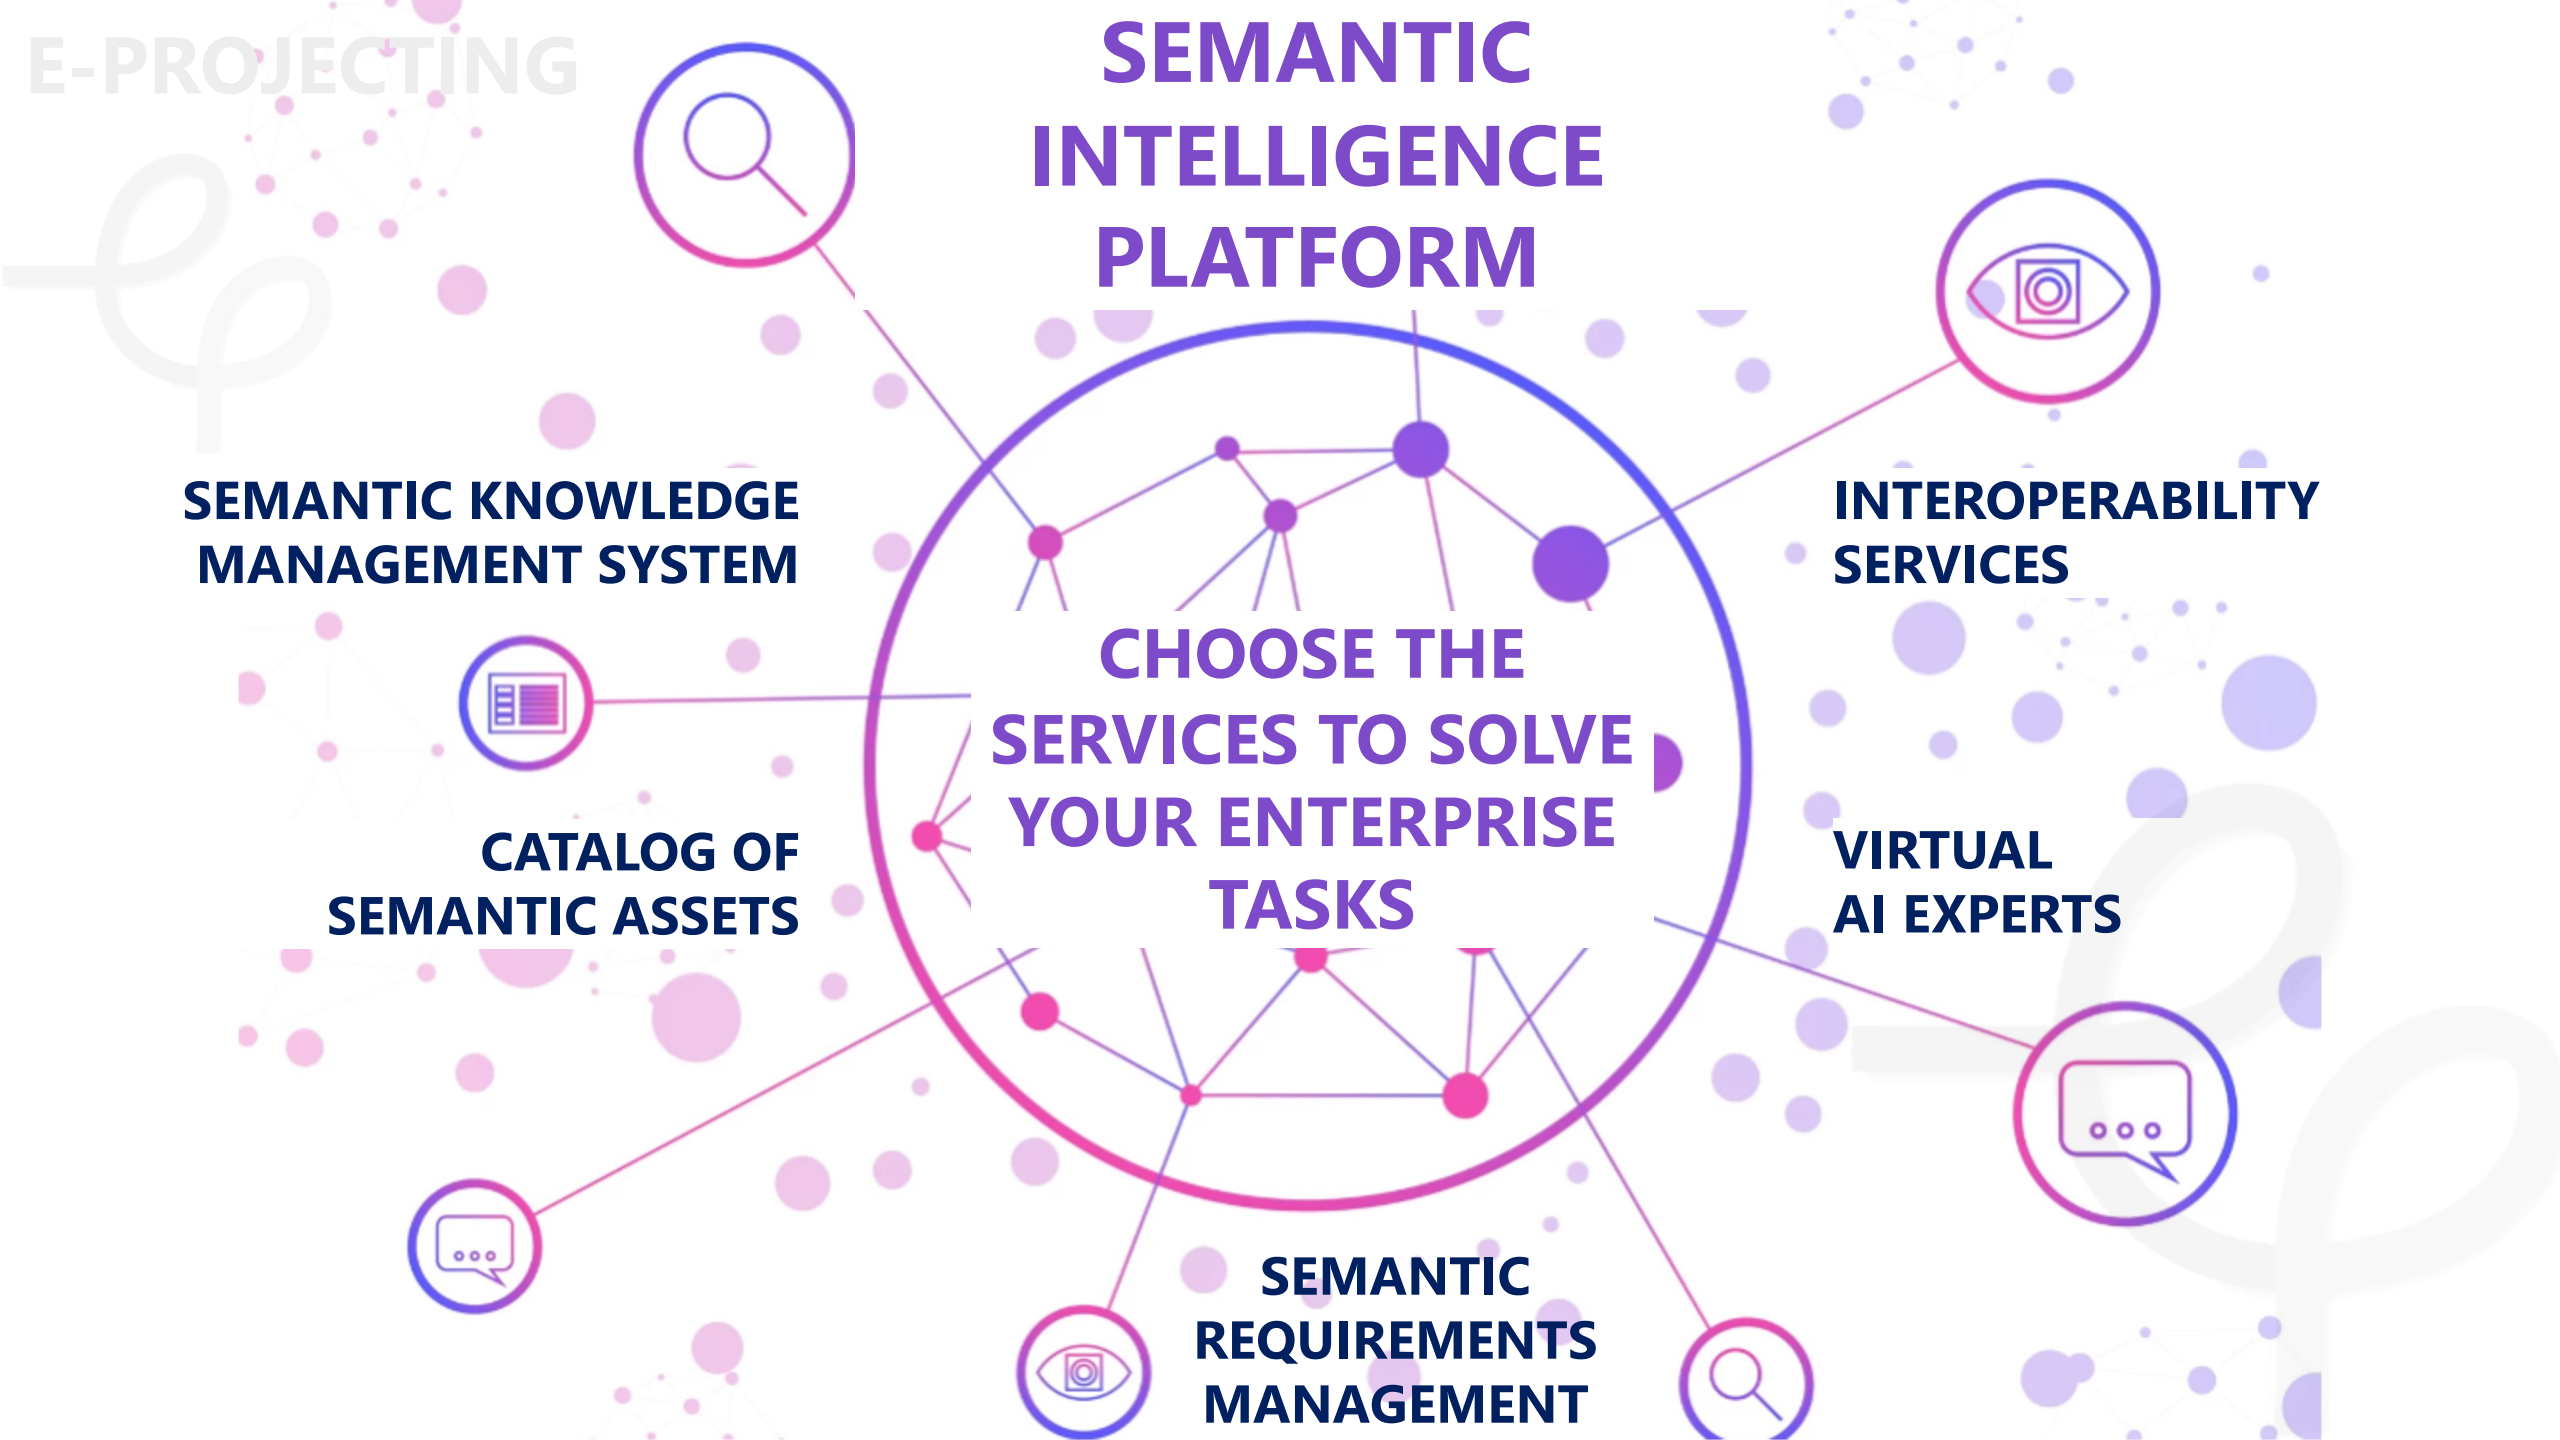 E-PROJECTING
SEMANTIC
INTELLIGENCE
PLATFORM
SEMANTIC KNOWLEDGE
MANAGEMENT SYSTEM
INTEROPERABILITY
SERVICES
CHOOSE THE
SERVICES TO SOLVE
YOUR ENTERPRISE
TASKS
CATALOG OF
SEMANTIC ASSETS
VIRTUAL
AI EXPERTS
SEMANTIC
REQUIREMENTS
MANAGEMENT